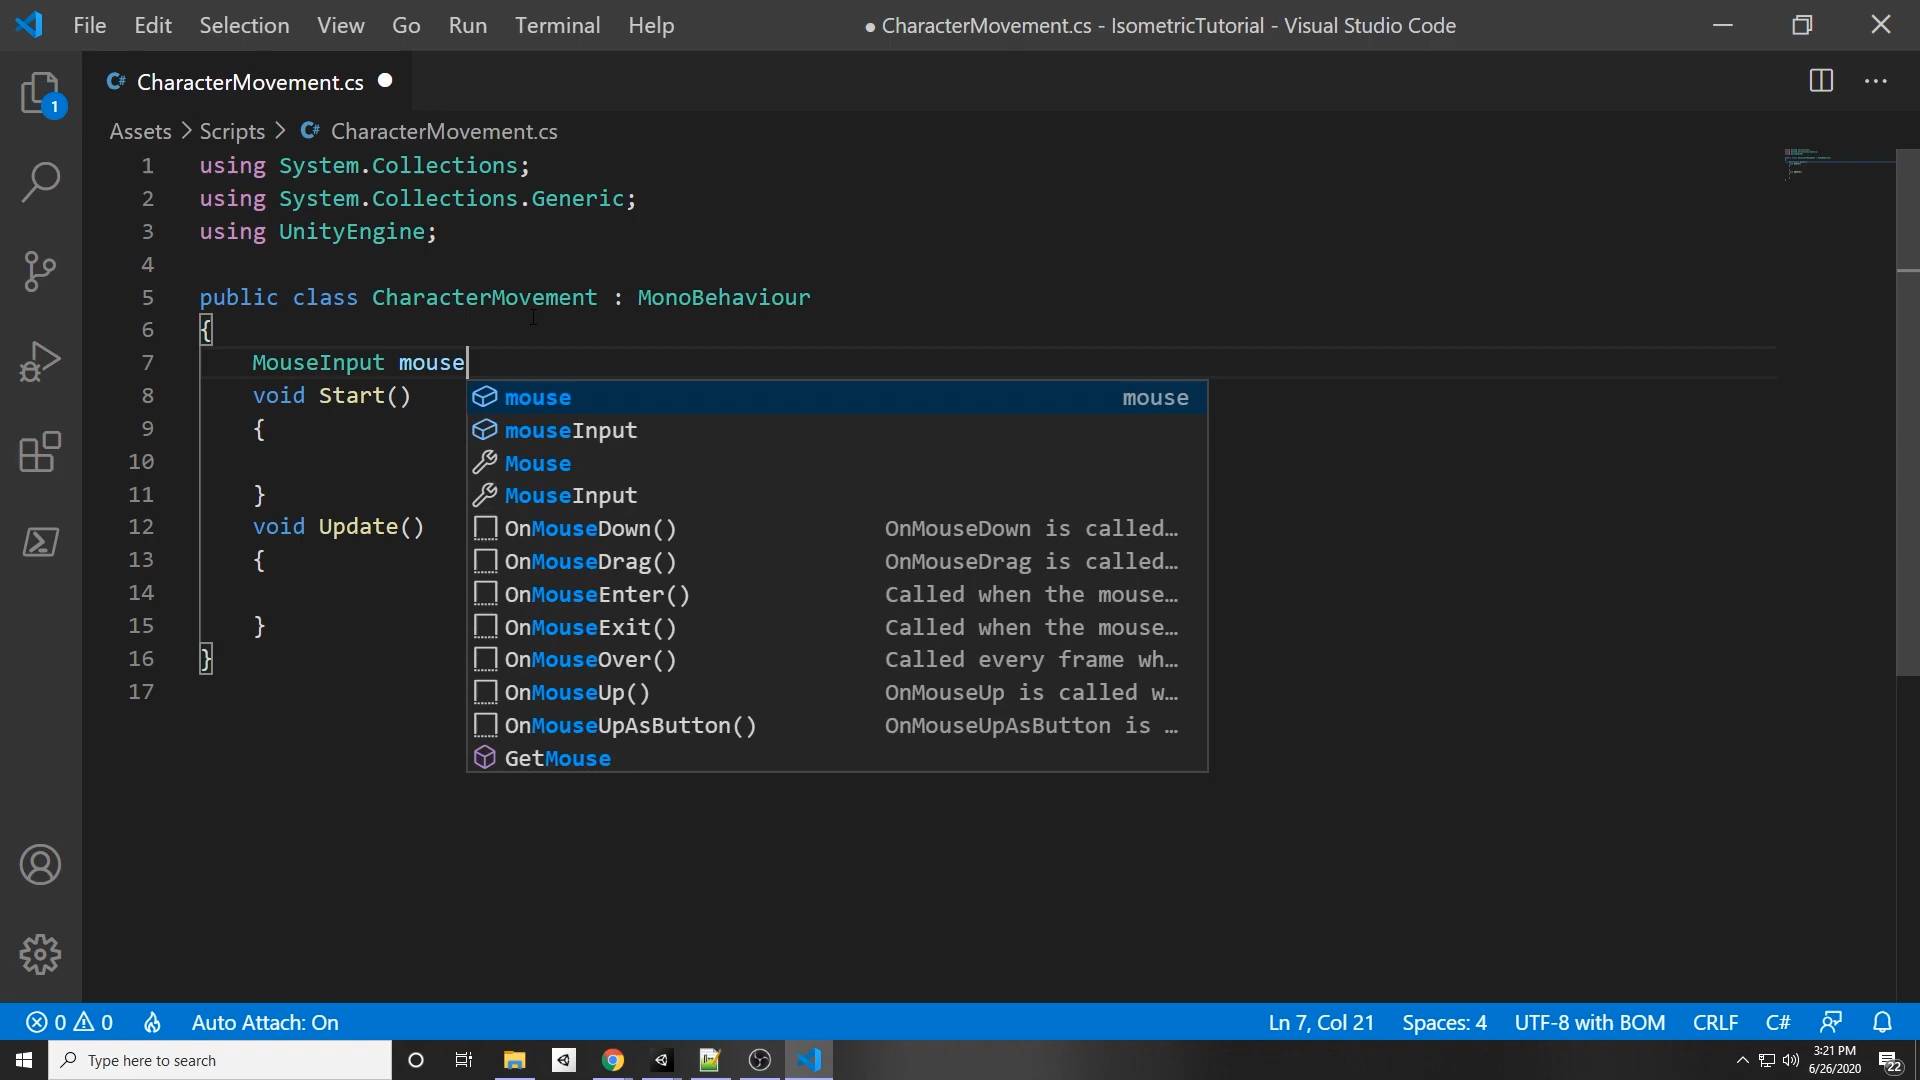 File Edit Selection View Go Run Terminal Help ● CharacterMovement.cs - IsometricTutorial - Visual Studio Code
1
C# CharacterMovement.cs
Assets > Scripts > C# CharacterMovement.cs
1 using System.Collections;
2 using System.Collections.Generic;
3 using UnityEngine;
4
5 public class CharacterMovement : MonoBehaviour
6 {
7 MouseInput mouse
8 void Start()
9 {
10
11 }
12 void Update()
13 {
14
15 }
16 }
17
mouse mouse
mouseInput
Mouse
MouseInput
OnMouseDown() OnMouseDown is called…
OnMouseDrag() OnMouseDrag is called…
OnMouseEnter() Called when the mouse…
OnMouseExit() Called when the mouse…
OnMouseOver() Called every frame wh…
OnMouseUp() OnMouseUp is called w…
OnMouseUpAsButton() OnMouseUpAsButton is …
GetMouse
0 0 Auto Attach: On Ln 7, Col 21 Spaces: 4 UTF-8 with BOM CRLF C#
Type here to search
3:21 PM
6/26/2020
22